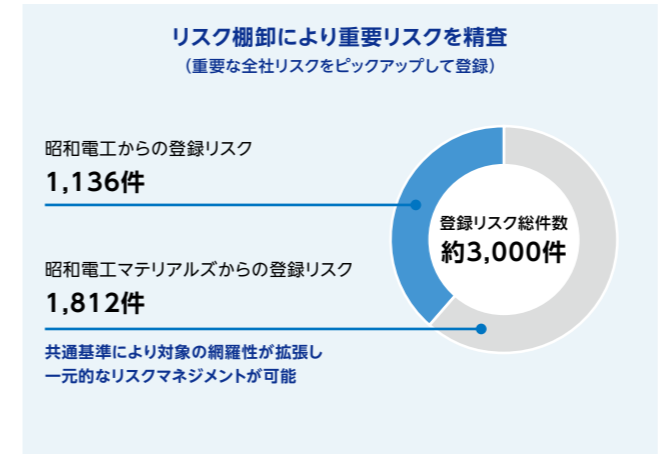 リスク棚卸により重要リスクを精査
（重要な全社リスクをピックアップして登録）
昭和電工からの登録リスク
1,136件
昭和電工マテリアルズからの登録リスク
1,812件
共通基準により対象の網羅性が拡張し
一元的なリスクマネジメントが可能
登録リスク総件数
約3,000件